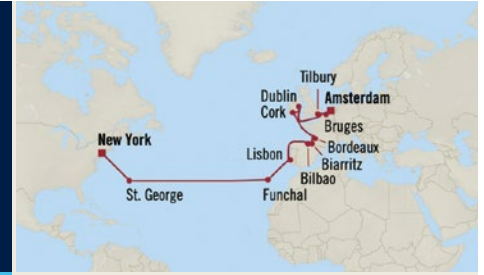 Tilbury
Dublin
Amsterdam
Cork
Bruges
New York
Bordeaux
Lisbon
Biarritz
Bilbao
St. George
Funchal